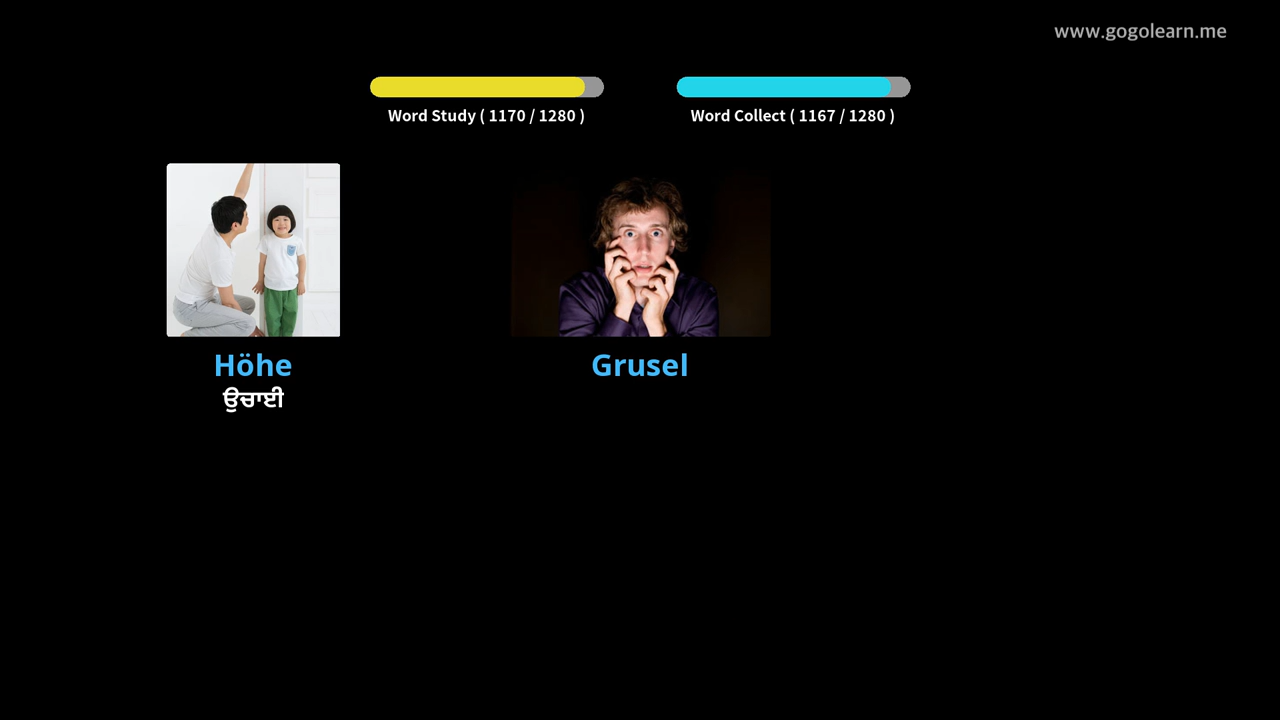 www.gogolearn.me
Word Study ( 1170 / 1280 )
Word Collect ( 1167 / 1280 )
Höhe
ਉਚਾਈ
Grusel